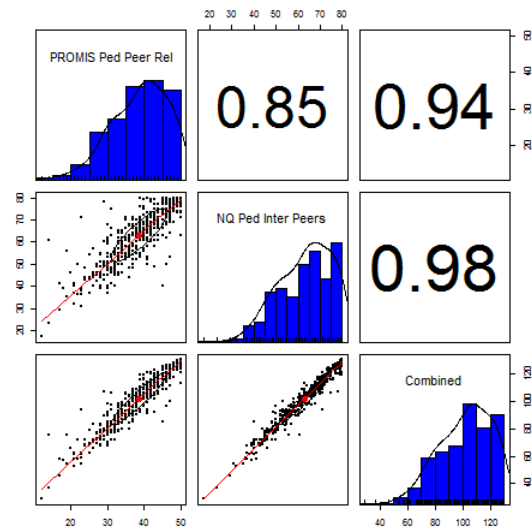 20 30 40 50 60 70 80
PROMIS Ped Peer Rel
0.85
0.94
20 30 40 50
20 30 40 50 60 70 80
NQ Ped Inter Peers
0.98
Combined
40 60 80 100 120
20 30 40 50
40 60 80 100 120